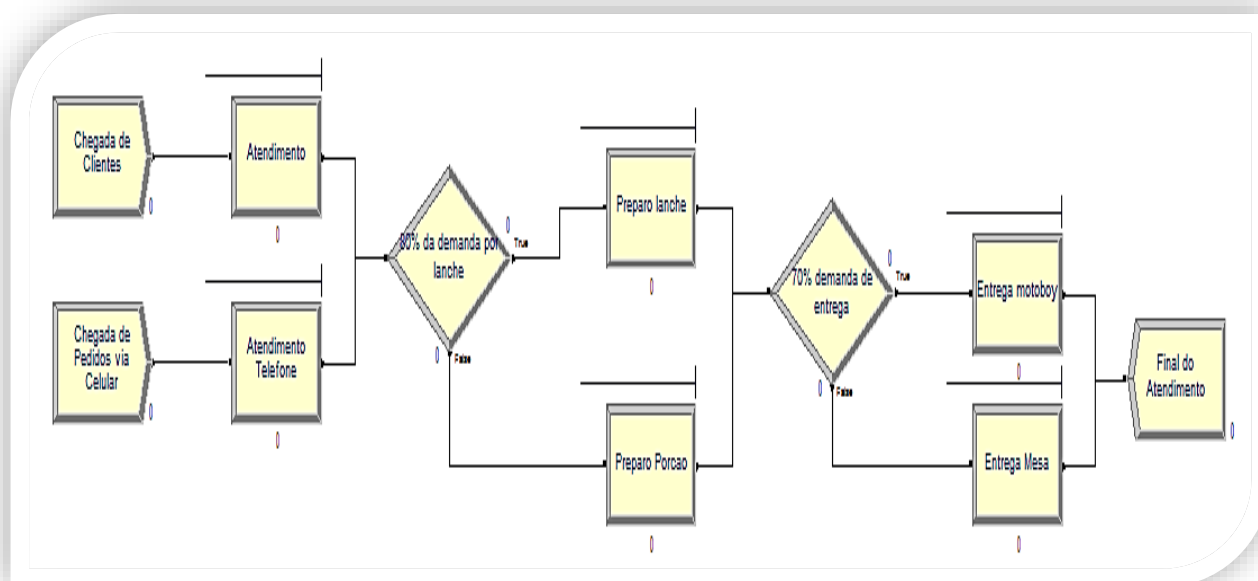 Chegada de
Clientes
0
Atendimento
0
Chegada de
Pedidos via
Celular
0
Atendimento
Telefone
0
80% da demanda por
lanche
0
True
0
False
Preparo lanche
0
Preparo Porcao
0
70% demanda de
entrega
0
True
0
False
Entrega motoboy
0
Entrega Mesa
0
Final do
Atendimento
0